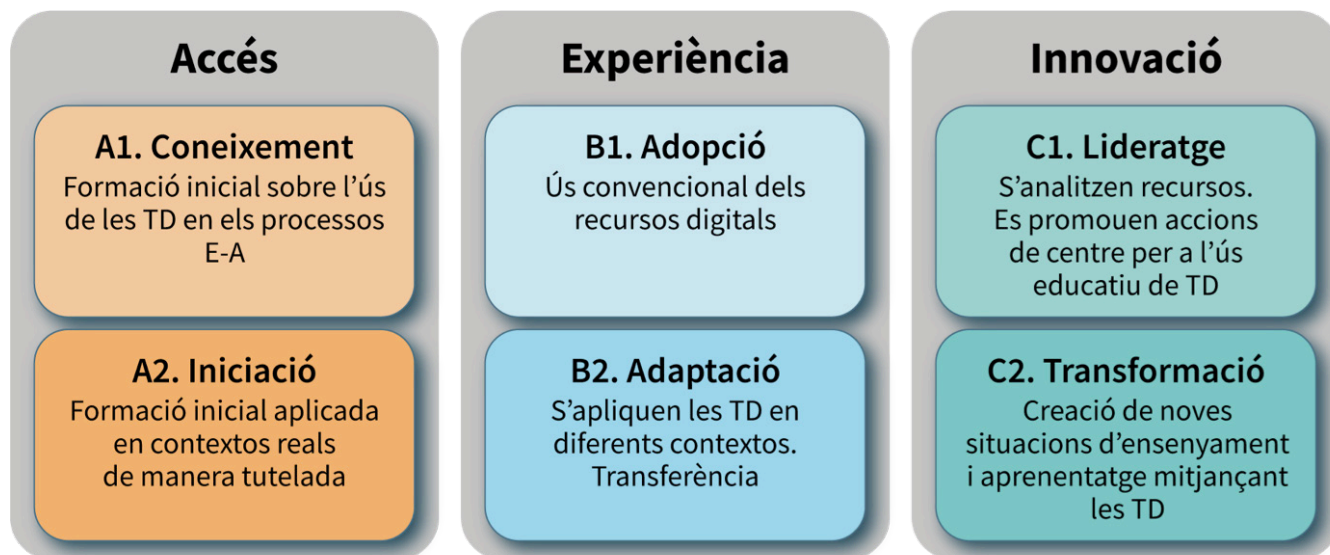 Accés
A1. Coneixement
Formació inicial sobre l’ús
de les TD en els processos
E-A
A2. Iniciació
Formació inicial aplicada
en contextos reals
de manera tutelada
Experiència
B1. Adopció
Ús convencional dels
recursos digitals
B2. Adaptació
S’apliquen les TD en
diferents contextos.
Transferència
Innovació
C1. Lideratge
S’analitzen recursos.
Es promouen accions
de centre per a l’ús
educatiu de TD
C2. Transformació
Creació de noves
situacions d’ensenyament
i aprenentatge mitjançant
les TD